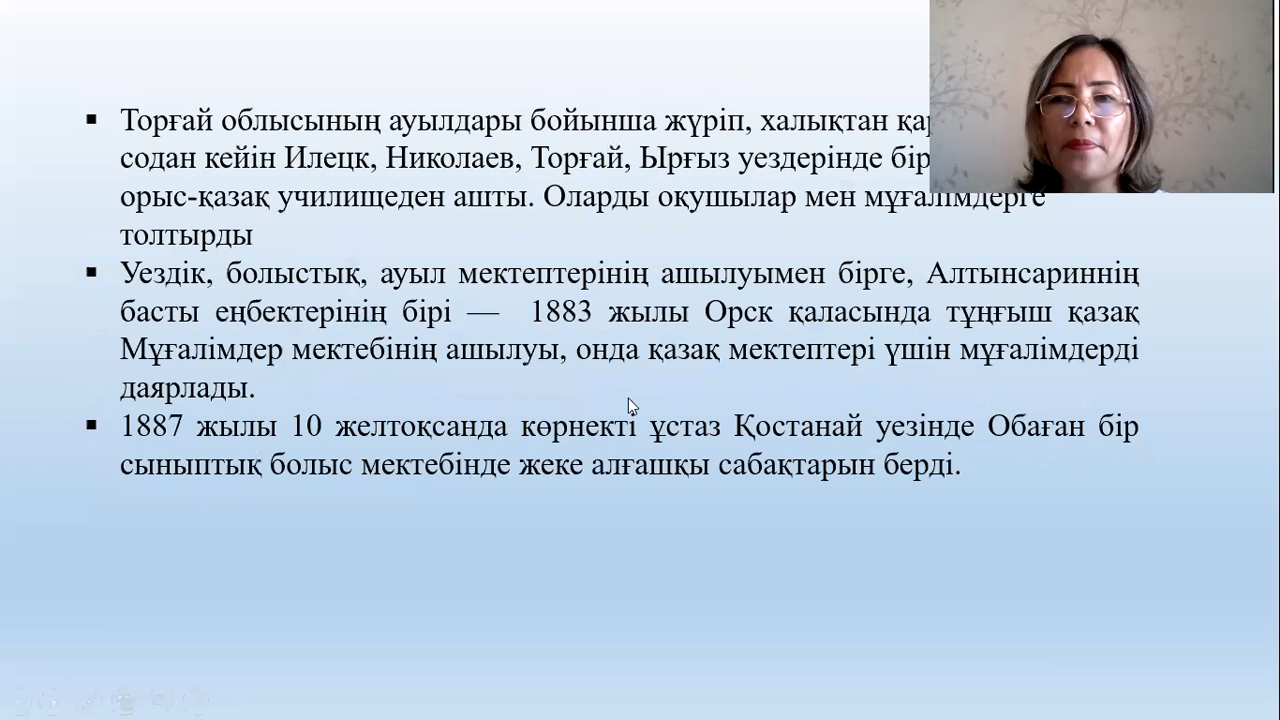 Торғай облысының ауылдары бойынша жүріп, халықтан
содан кейін Илецк, Николаев, Торғай, Ырғыз уездерінде
орыс-қазақ училищеден ашты. Оларды оқушылар мен мұғалімдерге
толтырды
Уездік, болыстық, ауыл мектептерінің ашылуымен бірге, Алтынсариннің
басты еңбектерінің бірі — 1883 жылы Орск қаласында тұңғыш қазақ
Мұғалімдер мектебінің ашылуы, онда қазақ мектептері үшін мұғалімдерді
даярлады.
1887 жылы 10 желтоқсанда көрнекті ұстаз Қостанай уезінде Обаған бір
сыныптық болыс мектебінде жеке алғашқы сабақтарын берді.